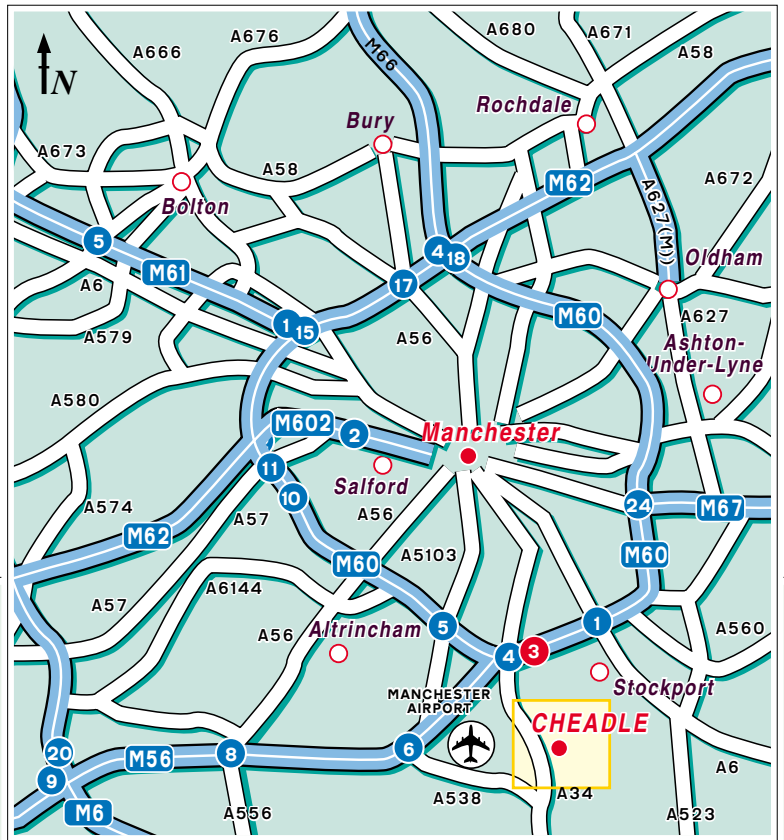 A666
A676
A680
A671
A58
M66
N
Rochdale
Bury
A673
A58
M62
A627(M))
A672
Bolton
5
4
18
Oldham
M61
17
A6
M60
A627
1
15
A56
A579
Ashton-
Under-Lyne
A580
M602
2
Manchester
11
Salford
10
A574
A57
A56
24
M67
M62
A5103
M60
M60
A6144
A57
A56
Altrincham
5
1
A560
4
3
Stockport
MANCHESTER
AIRPORT
CHEADLE
20
M56
8
6
9
A6
A538
A34
M6
A556
A523